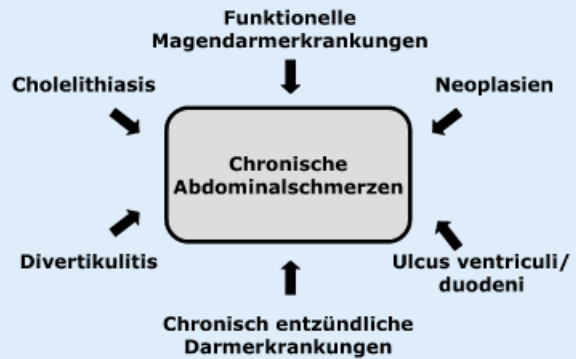 Funktionelle
Magendarmerkrankungen
Cholelithiasis
Neoplasien
Chronische
Abdominalschmerzen
Divertikulitis
Ulcus ventriculi/
duodeni
Chronisch entzündliche
Darmerkrankungen